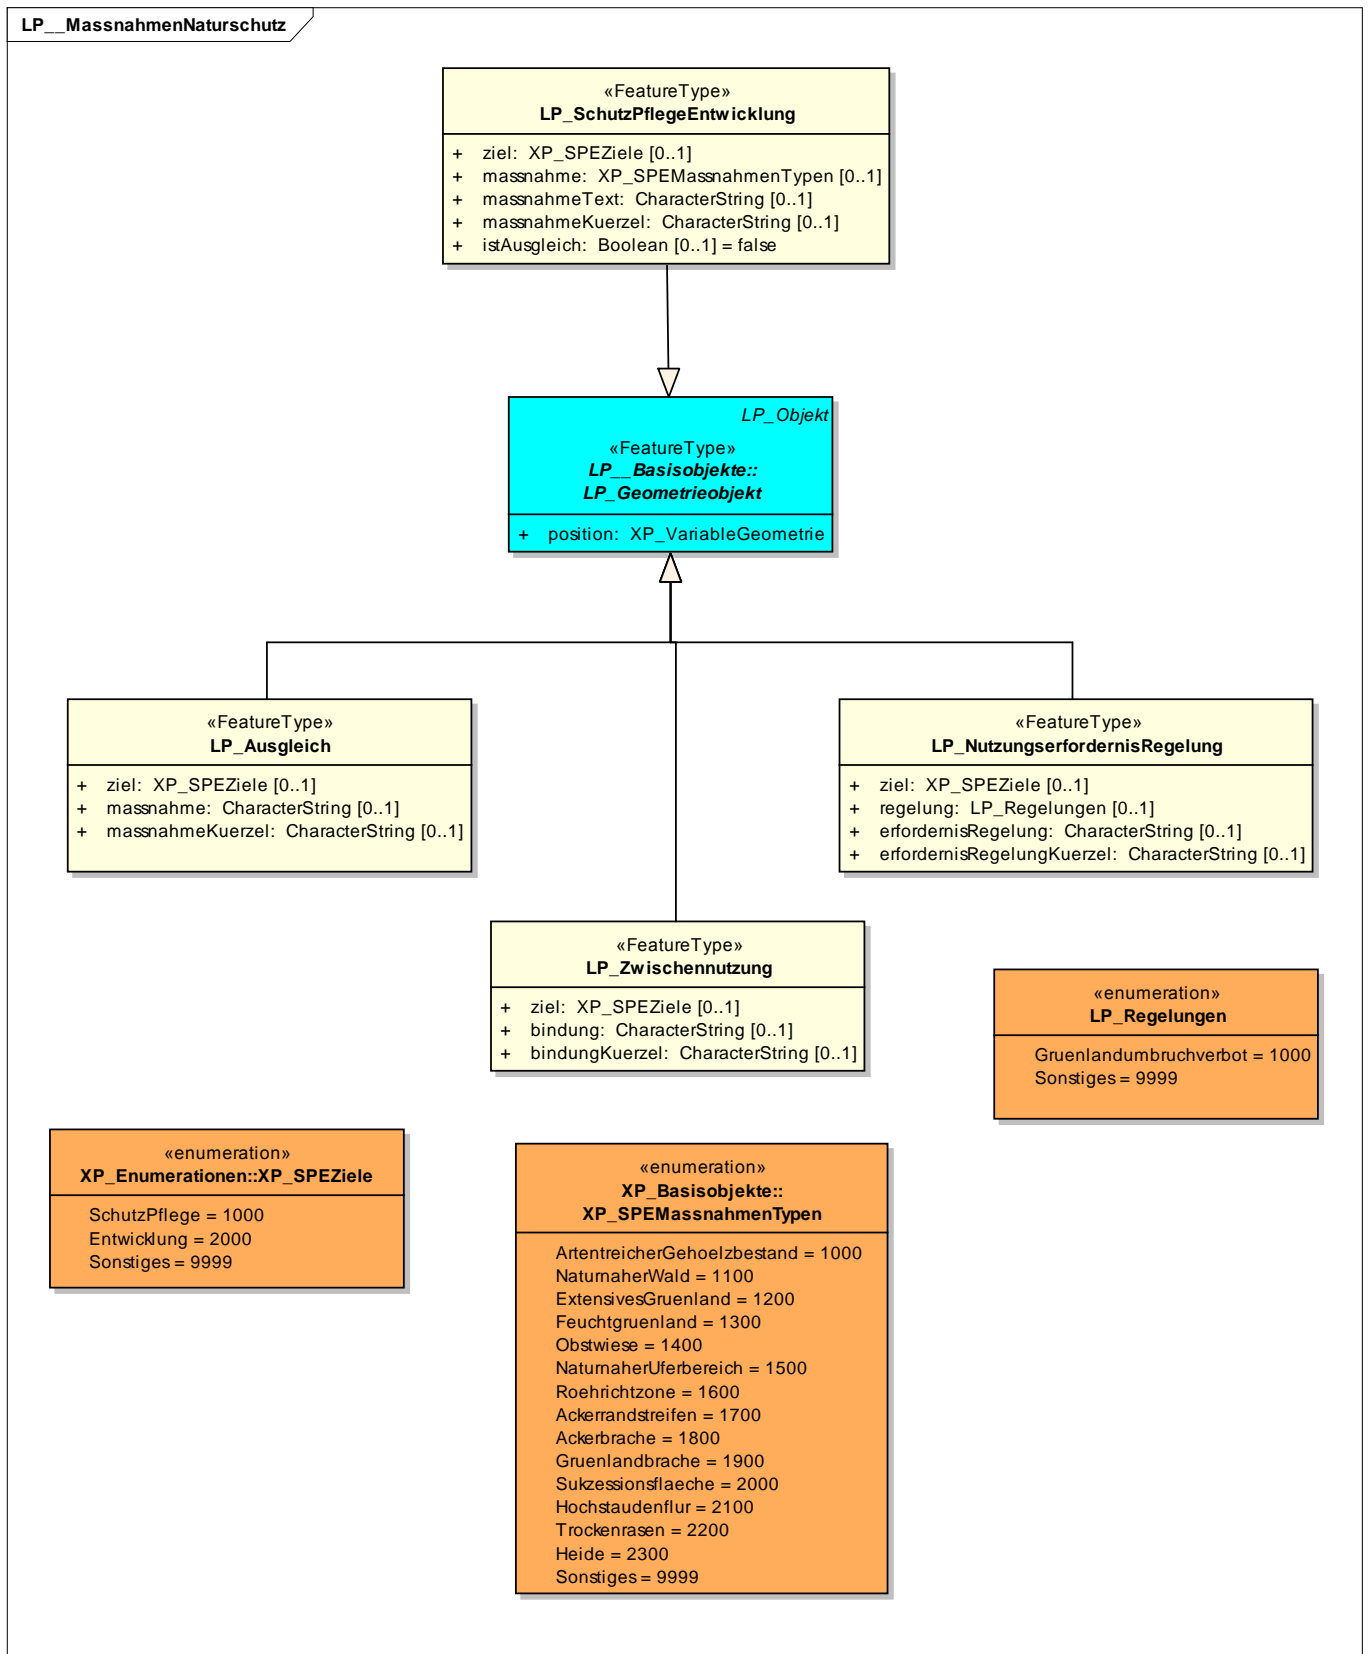 LP__MassnahmenNaturschutz
«FeatureType»
LP_SchutzPflegeEntwicklung
+ ziel: XP_SPEZiele [0..1]
+ massnahme: XP_SPEMassnahmenTypen [0..1]
+ massnahmeText: CharacterString [0..1]
+ massnahmeKuerzel: CharacterString [0..1]
+ istAusgleich: Boolean [0..1] = false
LP_Objekt
«FeatureType»
LP__Basisobjekte::
LP_Geometrieobjekt
+ position: XP_VariableGeometrie
«FeatureType»
LP_Ausgleich
+ ziel: XP_SPEZiele [0..1]
+ massnahme: CharacterString [0..1]
+ massnahmeKuerzel: CharacterString [0..1]
«FeatureType»
LP_NutzungserfordernisRegelung
+ ziel: XP_SPEZiele [0..1]
+ regelung: LP_Regelungen [0..1]
+ erfordernisRegelung: CharacterString [0..1]
+ erfordernisRegelungKuerzel: CharacterString [0..1]
«FeatureType»
LP_Zwischennutzung
+ ziel: XP_SPEZiele [0..1]
+ bindung: CharacterString [0..1]
+ bindungKuerzel: CharacterString [0..1]
«enumeration»
LP_Regelungen
Gruenlandumbruchverbot = 1000
Sonstiges = 9999
«enumeration»
XP_Enumerationen::XP_SPEZiele
SchutzPflege = 1000
Entwicklung = 2000
Sonstiges = 9999
«enumeration»
XP_Basisobjekte::
XP_SPEMassnahmenTypen
ArtentreicherGehoelzbestand = 1000
NaturnaherWald = 1100
ExtensivesGruenland = 1200
Feuchtgruenland = 1300
Obstwiese = 1400
NaturnaherUferbereich = 1500
Roehrichtzone = 1600
Ackerrandstreifen = 1700
Ackerbrache = 1800
Gruenlandbrache = 1900
Sukzessionsflaeche = 2000
Hochstaudenflur = 2100
Trockenrasen = 2200
Heide = 2300
Sonstiges = 9999